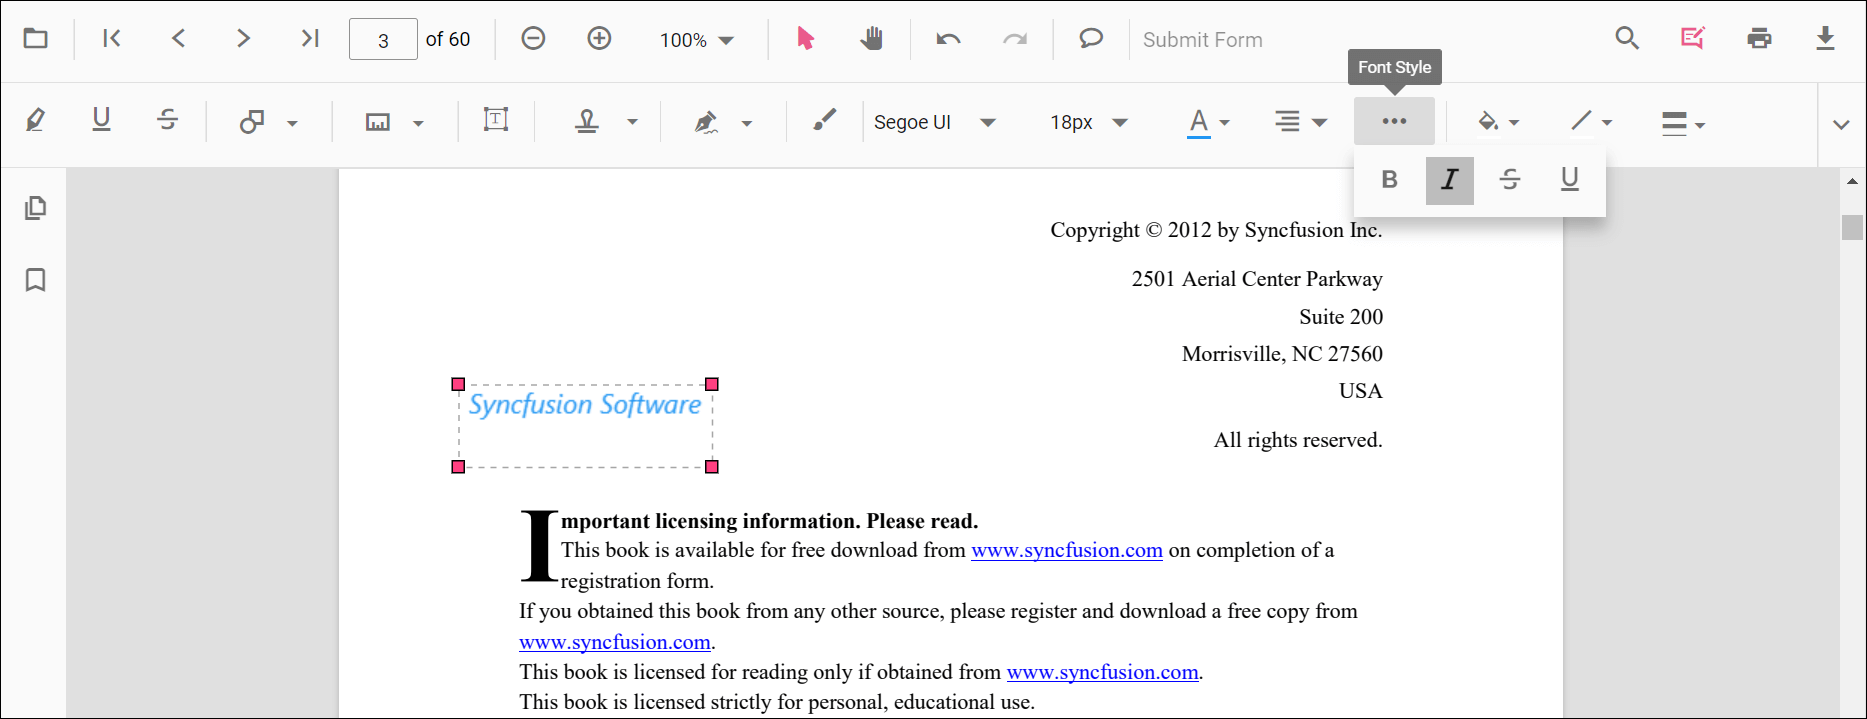 3 of 60 100% Submit Form
Font Style
U S T Segoe UI 18px A
B I S U
Copyright © 2012 by Syncfusion Inc.
2501 Aerial Center Parkway
Suite 200
Morrisville, NC 27560
USA
Syncfusion Software
All rights reserved.
Important licensing information. Please read.
This book is available for free download from www.syncfusion.com on completion of a
registration form.
If you obtained this book from any other source, please register and download a free copy from
www.syncfusion.com.
This book is licensed for reading only if obtained from www.syncfusion.com.
This book is licensed strictly for personal, educational use.